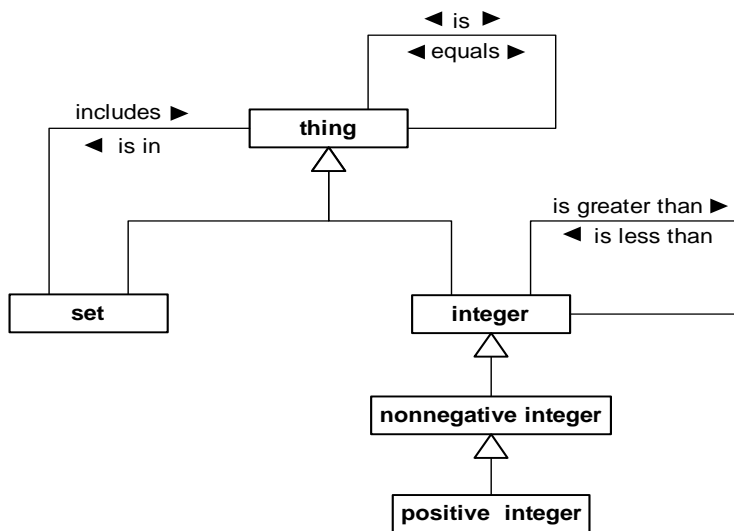 ◄ is ►
◄ equals ►
includes ►
thing
◄ is in
is greater than ►
◄ is less than
set
integer
nonnegative integer
positive integer